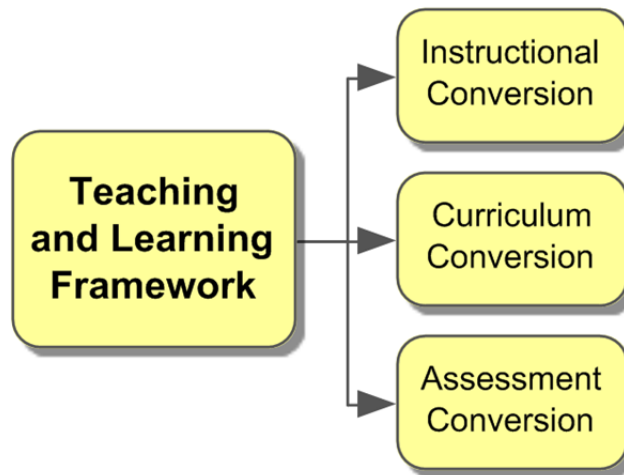 Teaching
and Learning
Framework
Instructional
Conversion
Curriculum
Conversion
Assessment
Conversion